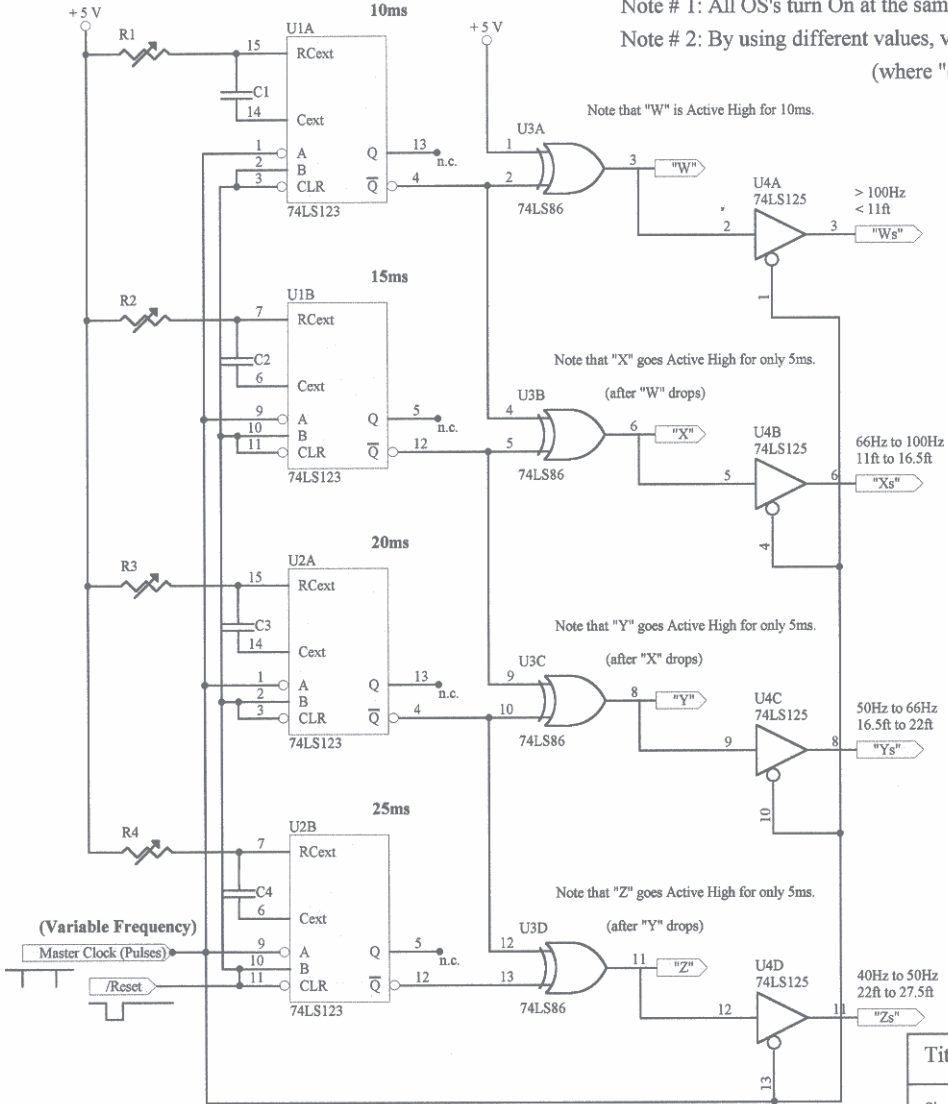 Note # 1: All OS's turn On at the sam
Note # 2: By using different values, v
(where "
+ 5 V
R1
10ms
U1A
15 RCext
C1
14 Cext
1 A
2 B
3 CLR
Q 13
n.c.
Q 4
74LS123
+ 5 V
Note that "W" is Active High for 10ms.
U3A
1
2
74LS86
3 "W"
U4A
74LS125
2 3
1
> 100Hz
< 11ft
"Ws"
R2
15ms
U1B
7 RCext
C2
6 Cext
9 A
10 B
11 CLR
Q 5
n.c.
Q 12
74LS123
Note that "X" goes Active High for only 5ms.
(after "W" drops)
U3B
4
5
74LS86
6 "X"
U4B
74LS125
5 6
4
66Hz to 100Hz
11ft to 16.5ft
"Xs"
R3
20ms
U2A
15 RCext
C3
14 Cext
1 A
2 B
3 CLR
Q 13
n.c.
Q 4
74LS123
Note that "Y" goes Active High for only 5ms.
(after "X" drops)
U3C
9
10
74LS86
8 "Y"
U4C
74LS125
9 8
10
50Hz to 66Hz
16.5ft to 22ft
"Ys"
R4
25ms
U2B
7 RCext
C4
6 Cext
9 A
10 B
11 CLR
Q 5
n.c.
Q 12
74LS123
(Variable Frequency)
Master Clock (Pulses)
/Reset
Note that "Z" goes Active High for only 5ms.
(after "Y" drops)
U3D
12
13
74LS86
11 "Z"
U4D
74LS125
12 11
13
40Hz to 50Hz
22ft to 27.5ft
"Zs"
Tit